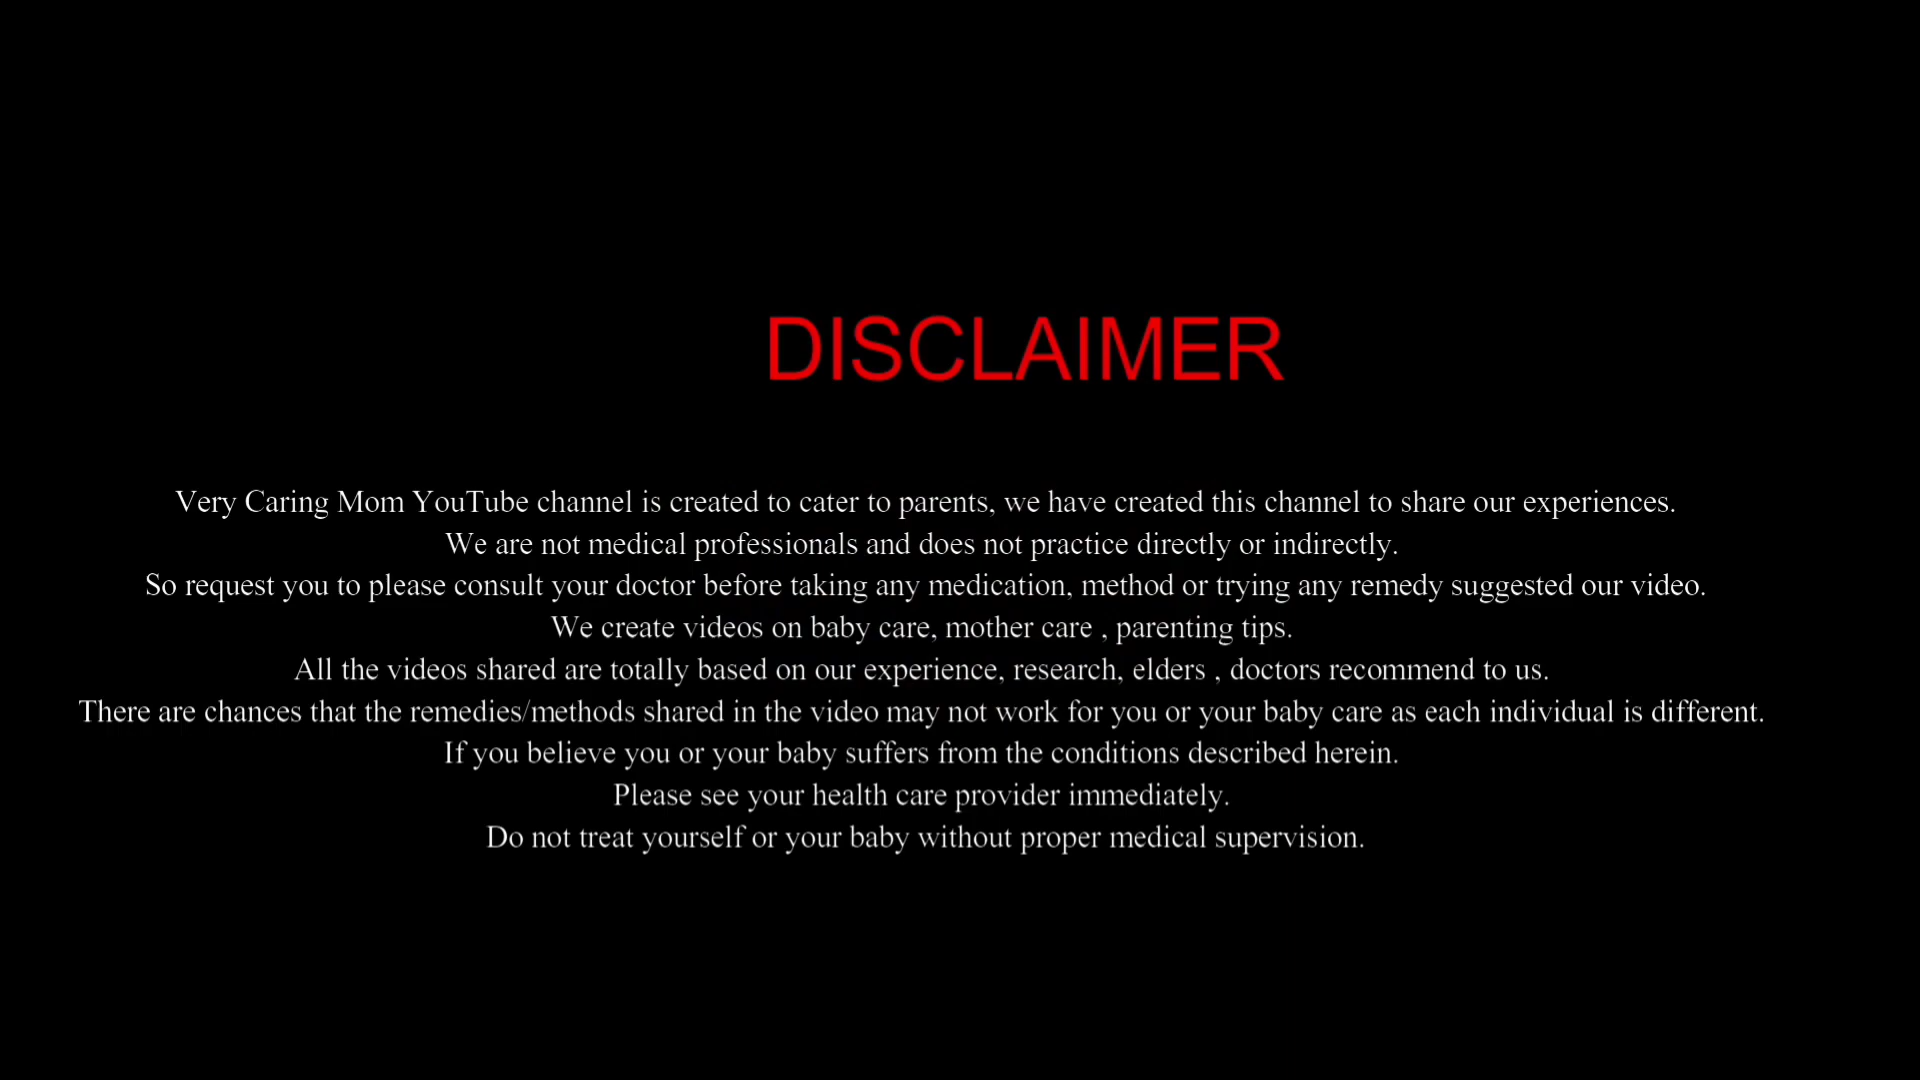 DISCLAIMER
Very Caring Mom YouTube channel is created to cater to parents, we have created this channel to share our experiences.
We are not medical professionals and does not practice directly or indirectly.
So request you to please consult your doctor before taking any medication, method or trying any remedy suggested our video.
We create videos on baby care, mother care , parenting tips.
All the videos shared are totally based on our experience, research, elders , doctors recommend to us.
There are chances that the remedies/methods shared in the video may not work for you or your baby care as each individual is different.
If you believe you or your baby suffers from the conditions described herein.
Please see your health care provider immediately.
Do not treat yourself or your baby without proper medical supervision.